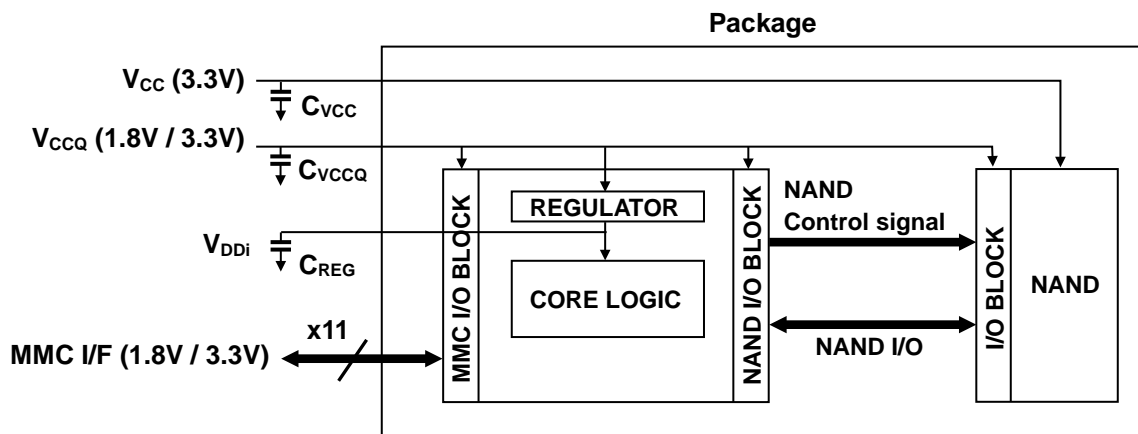 Package
VCC (3.3V)
CVCC
VCCQ (1.8V / 3.3V)
CVCCQ
MMC I/O BLOCK
REGULATOR
NAND I/O BLOCK
NAND
Control signal
I/O BLOCK
NAND
VDDi
CREG
CORE LOGIC
x11
MMC I/F (1.8V / 3.3V)
NAND I/O